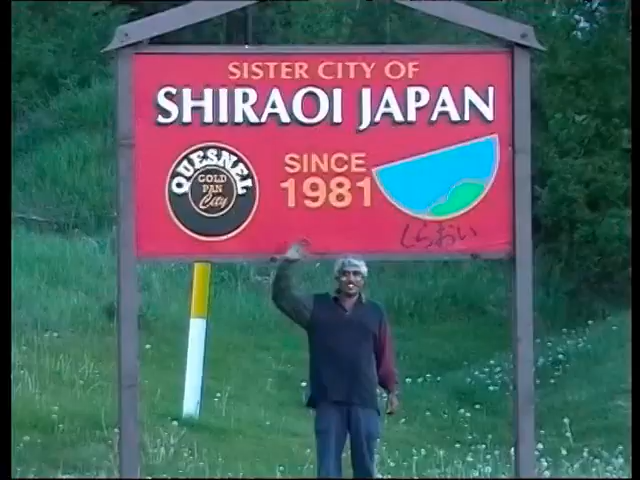 SISTER CITY OF
SHIRAOI JAPAN
QUESNEL
GOLD
PAN
City
SINCE
1981
しらおい